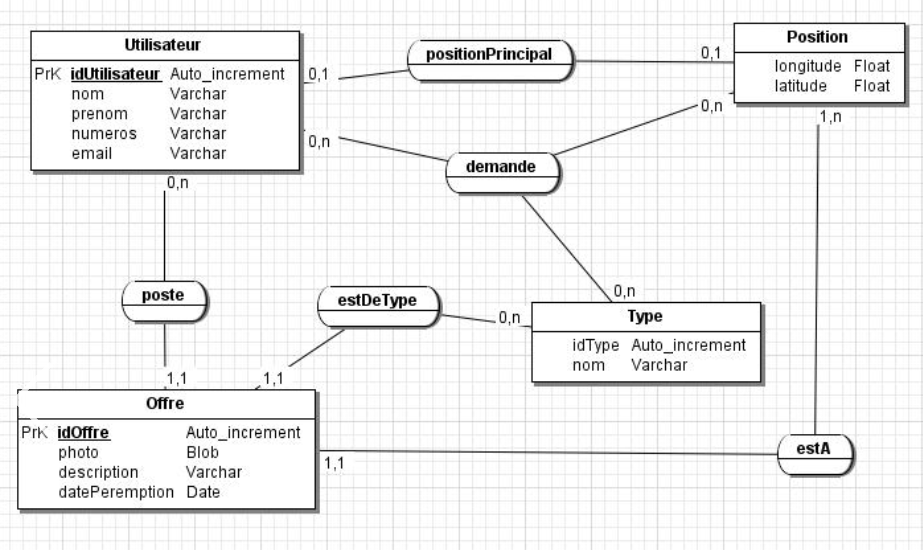 Utilisateur
PrK idUtilisateur Auto_increment
nom Varchar
prenom Varchar
numeros Varchar
email Varchar
0,1
positionPrincipal
0,1
Position
longitude Float
latitude Float
0,n
demande
0,n
1,n
0,n
poste
estDeType
0,n
0,n
Type
idType Auto_increment
nom Varchar
1,1
1,1
Offre
PrK idOffre Auto_increment
photo Blob
description Varchar
datePeremption Date
1,1
estA